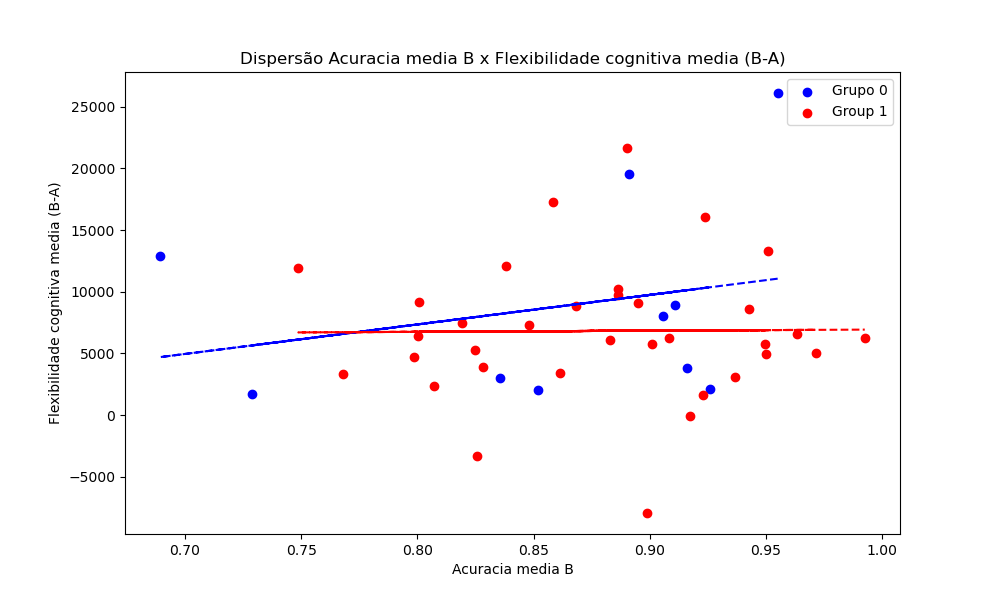 Dispersão Acuracia media B x Flexibilidade cognitiva media (B-A)
Grupo 0
Group 1
Flexibilidade cognitiva media (B-A)
25000
20000
15000
10000
5000
0
−5000
0.70
0.75
0.80
0.85
0.90
0.95
1.00
Acuracia media B